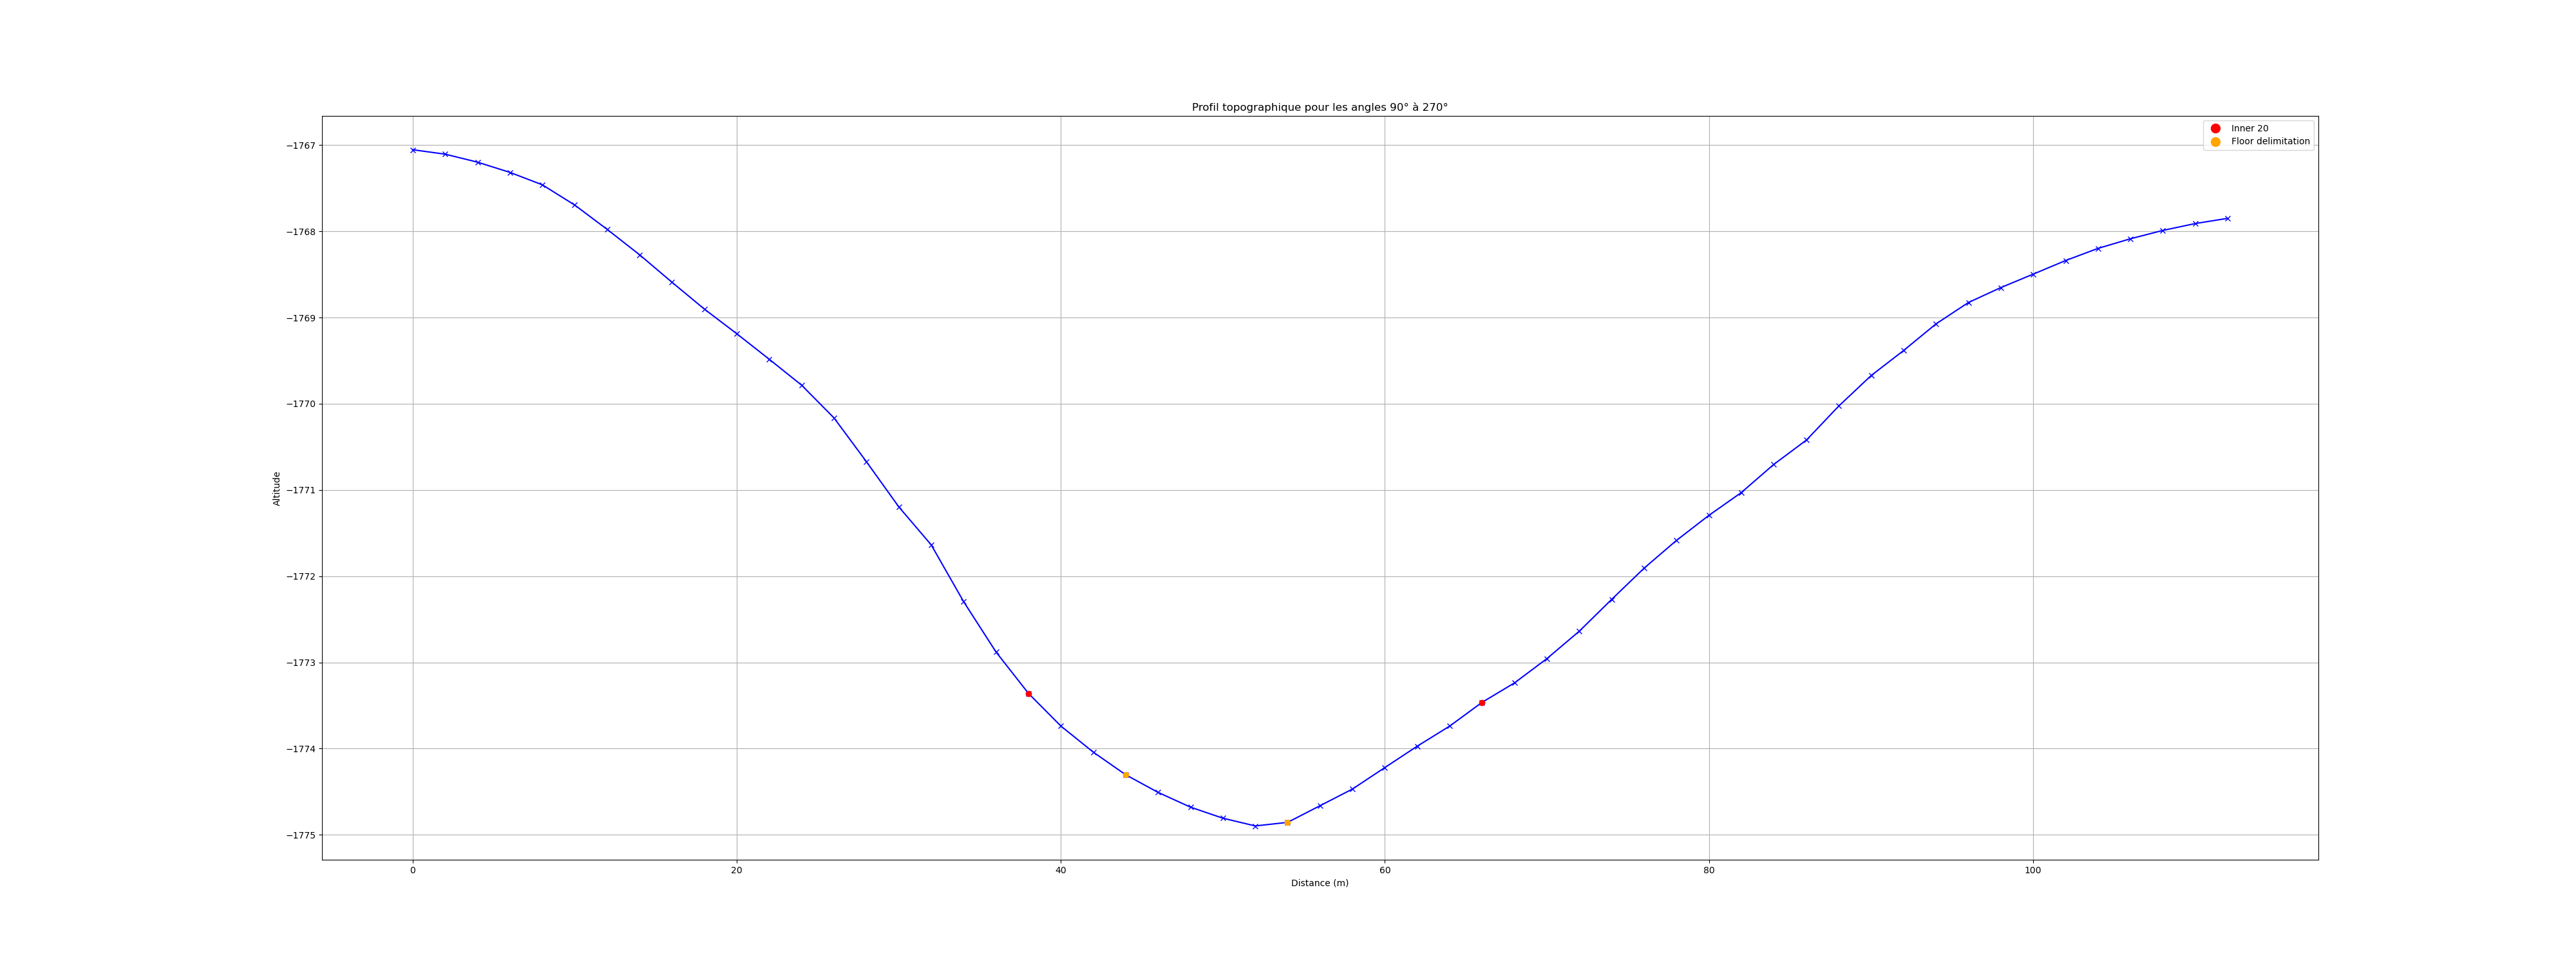 Profil topographique pour les angles 90° à 270°
Inner 20
Floor delimitation
−1767
−1768
−1769
−1770
−1771
−1772
−1773
−1774
−1775
Altitude
0 20 40 60 80 100
Distance (m)